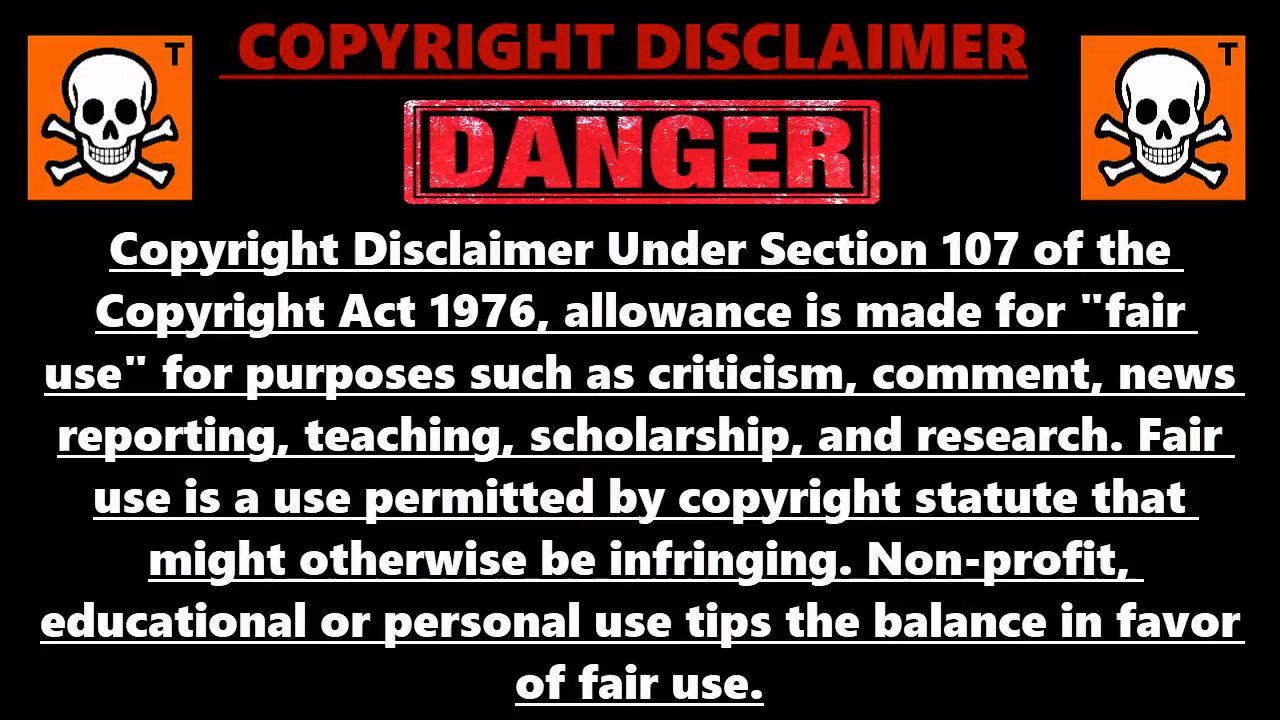 T
COPYRIGHT DISCLAIMER
T
DANGER
Copyright Disclaimer Under Section 107 of the
Copyright Act 1976, allowance is made for "fair
use" for purposes such as criticism, comment, news
reporting, teaching, scholarship, and research. Fair
use is a use permitted by copyright statute that
might otherwise be infringing. Non-profit,
educational or personal use tips the balance in favor
of fair use.